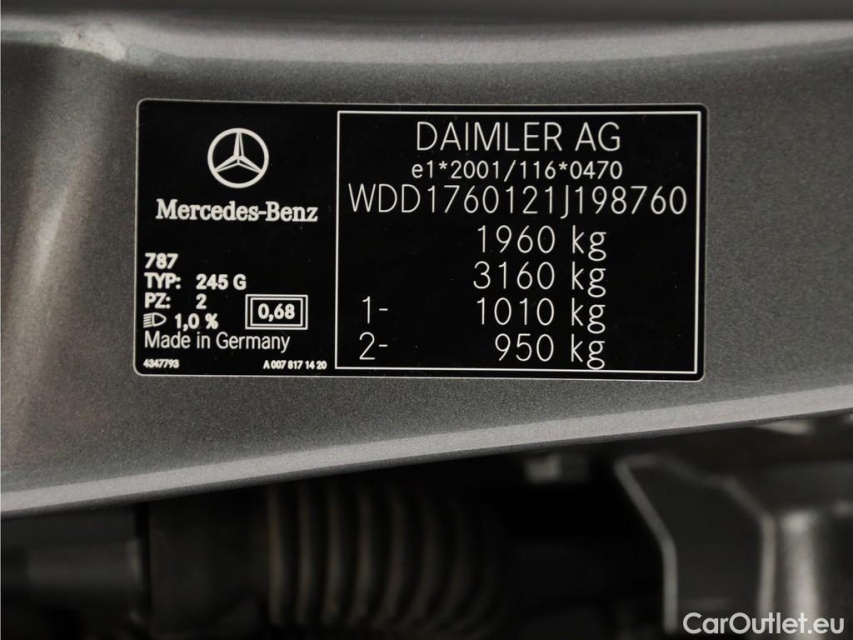 Mercedes-Benz
787
TYP: 245 G
PZ: 2
1,0 %
0,68
Made in Germany
4347793
A 007 817 14 20
DAIMLER AG
e1*2001/116*0470
WDD1760121J198760
1960 kg
3160 kg
1- 1010 kg
2- 950 kg
CarOutlet.eu